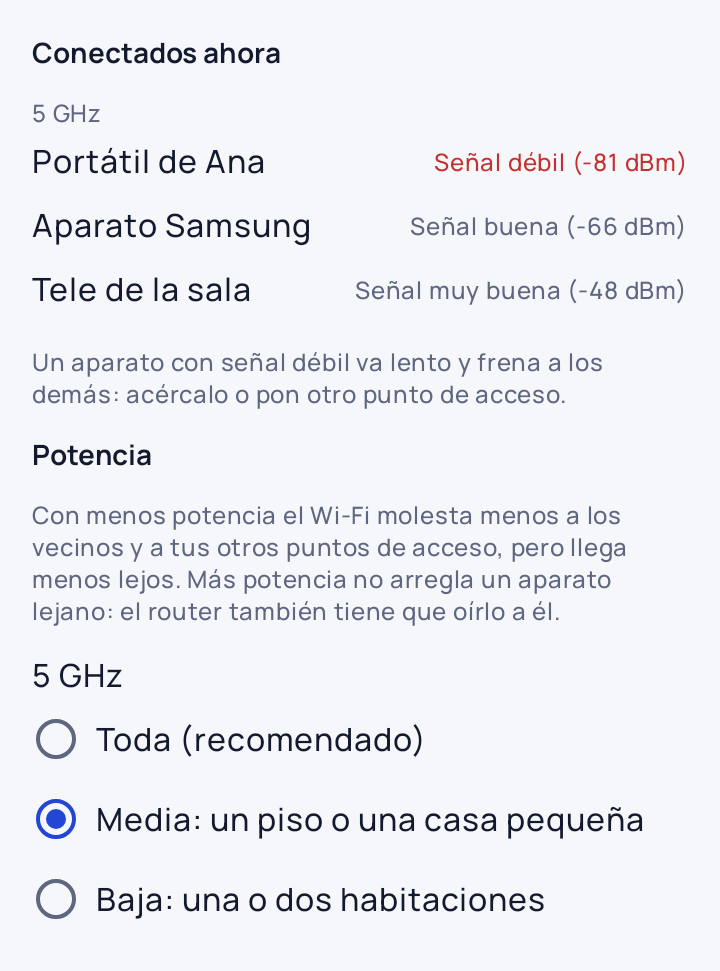 Conectados ahora
5 GHz
Portátil de Ana Señal débil (-81 dBm)
Aparato Samsung Señal buena (-66 dBm)
Tele de la sala Señal muy buena (-48 dBm)
Un aparato con señal débil va lento y frena a los
demás: acércalo o pon otro punto de acceso.
Potencia
Con menos potencia el Wi-Fi molesta menos a los
vecinos y a tus otros puntos de acceso, pero llega
menos lejos. Más potencia no arregla un aparato
lejano: el router también tiene que oírlo a él.
5 GHz
Toda (recomendado)
Media: un piso o una casa pequeña
Baja: una o dos habitaciones